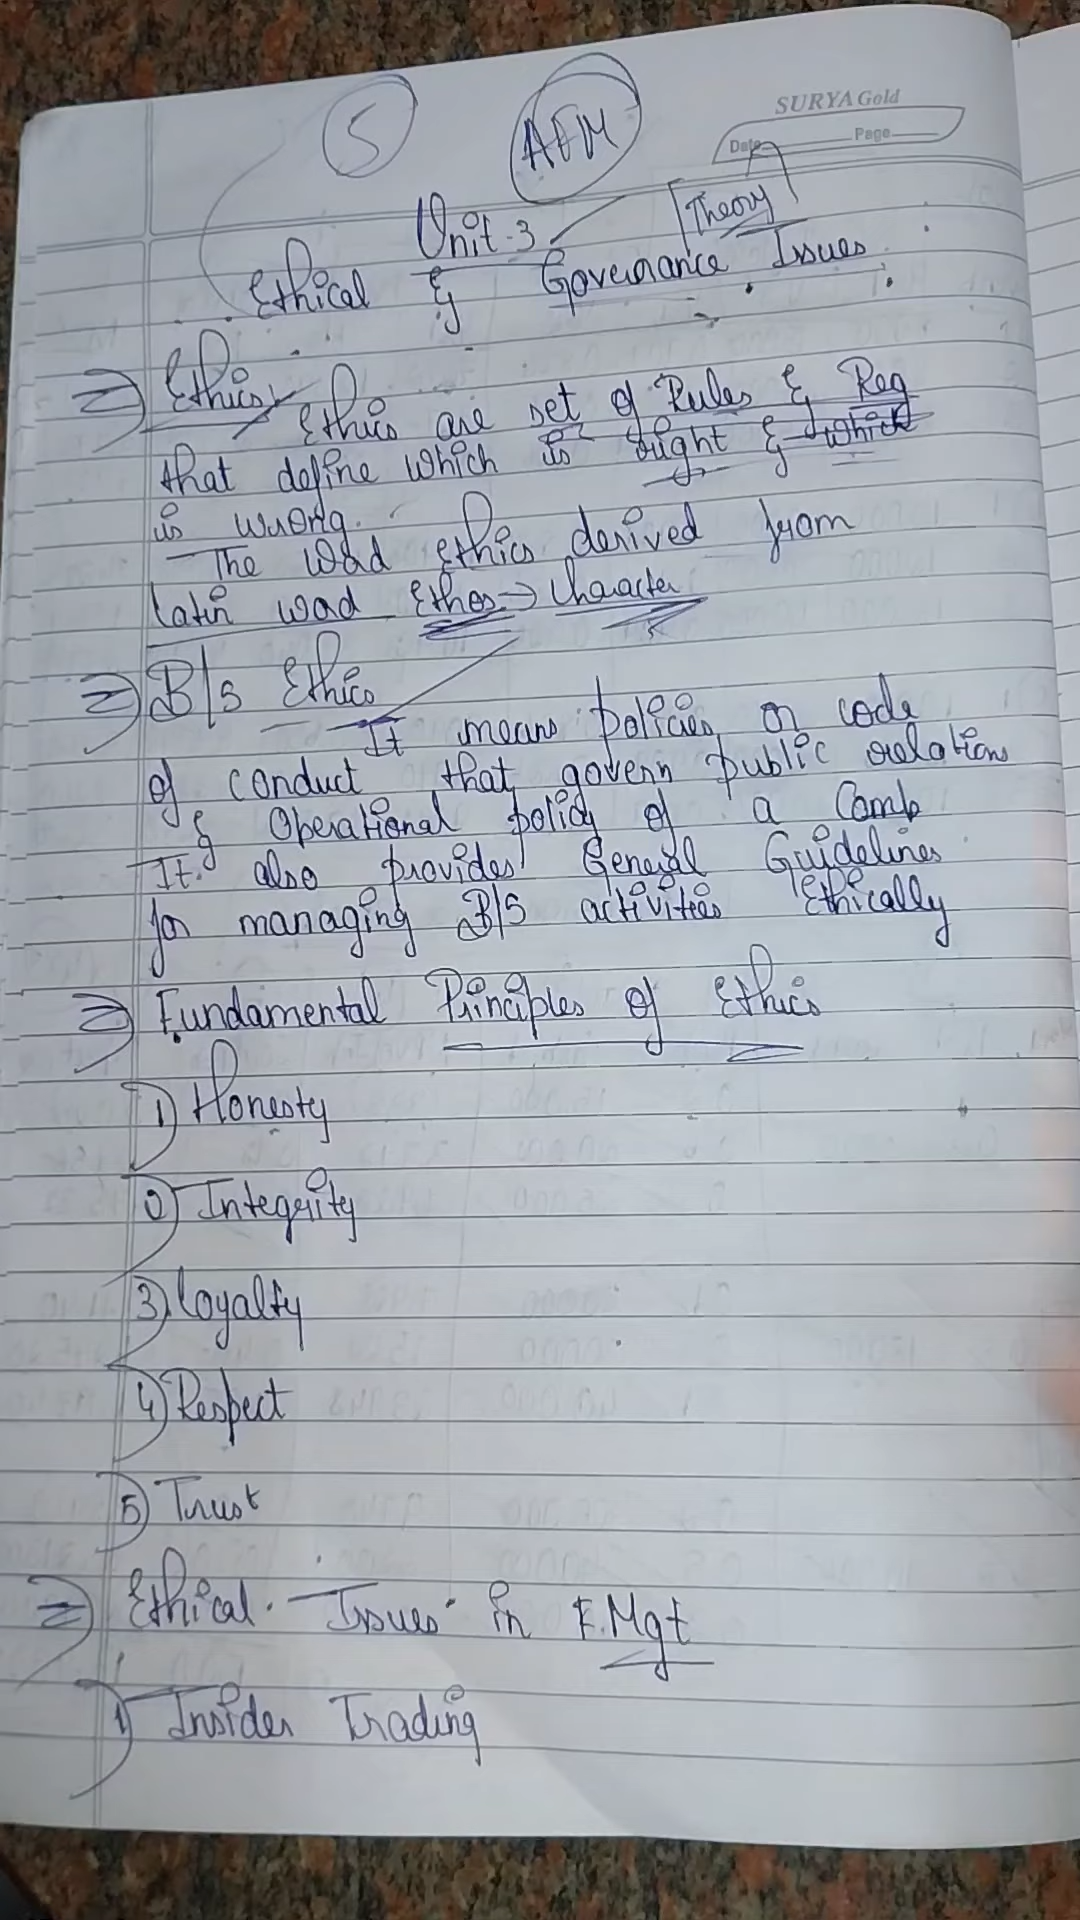 SURYA Gold
Date Page
5
AFM
Theory
Unit-3
Ethical & Governance Issues
⇒ Ethics
Ethics are set of Rules & Reg
that define which is right & which
is wrong.
- The word ethics derived from
latin word Ethos → Character
⇒ B/S Ethics
It means policies or code
of conduct that govern public relations
& Operational policy of a Comp
It also provides General Guidelines
for managing B/S activities Ethically
⇒ Fundamental Principles of Ethics
1) Honesty
2) Integrity
3) loyalty
4) Respect
5) Trust
⇒ Ethical Issues in F.Mgt
1) Insider Trading